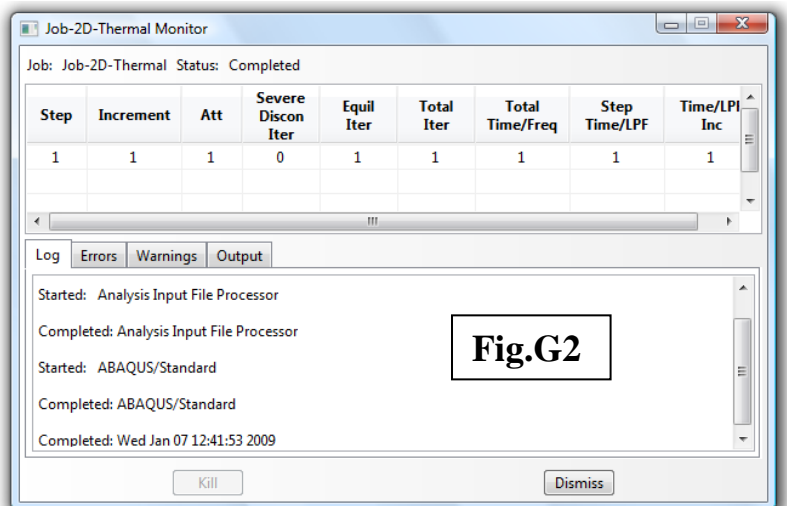 Job-2D-Thermal Monitor
Job: Job-2D-Thermal Status: Completed
Step Increment Att Severe Discon Iter Equil Iter Total Iter Total Time/Freq Step Time/LPF Time/LPF Inc
1 1 1 0 1 1 1 1 1
Log Errors Warnings Output
Started: Analysis Input File Processor
Completed: Analysis Input File Processor
Started: ABAQUS/Standard
Completed: ABAQUS/Standard
Completed: Wed Jan 07 12:41:53 2009
Fig.G2
Kill Dismiss